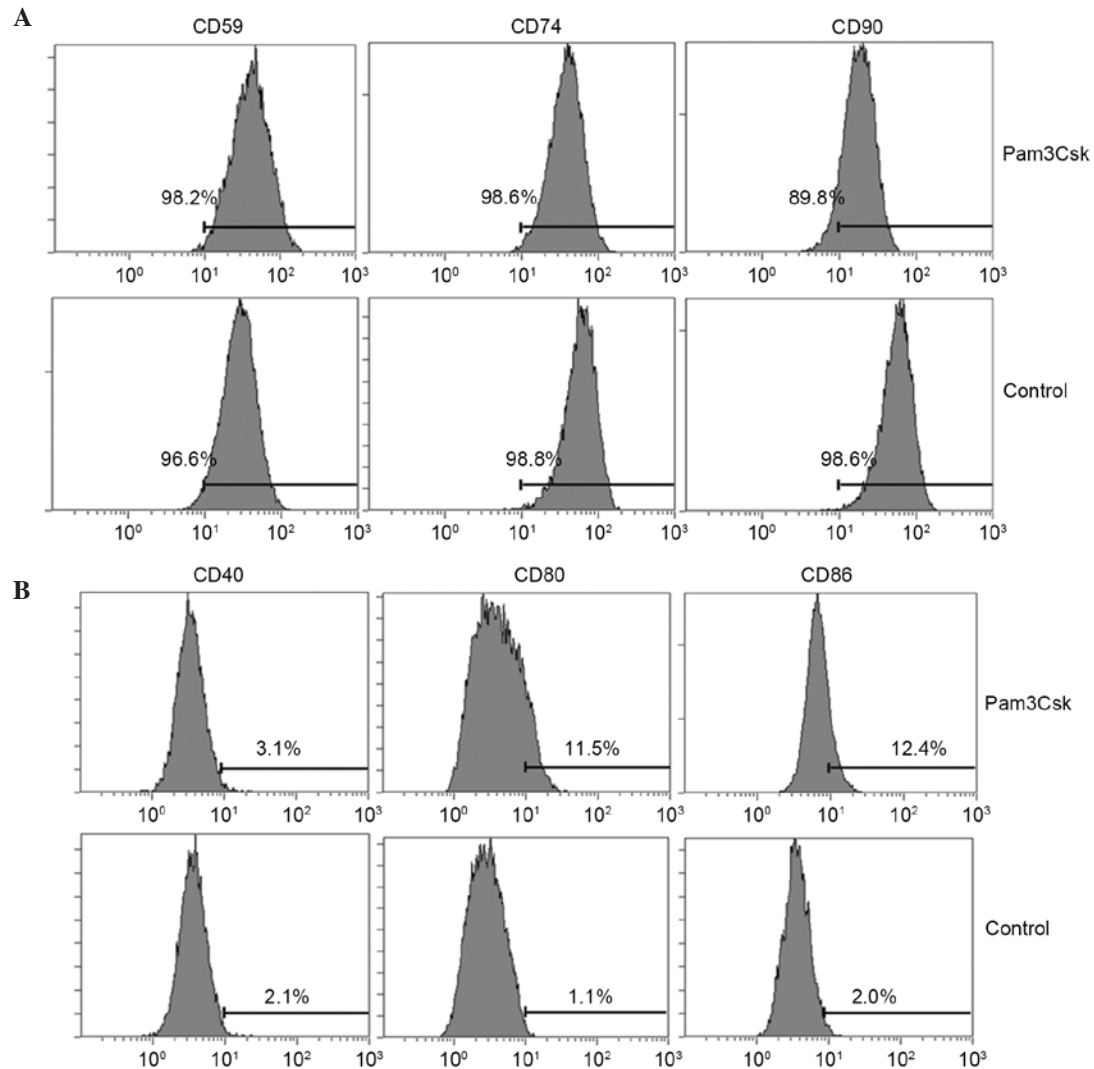 A
CD59 CD74 CD90
98.2% 98.6% 89.8%
Pam3Csk
10⁰ 10¹ 10² 10³ 10⁰ 10¹ 10² 10³ 10⁰ 10¹ 10² 10³
96.6% 98.8% 98.6%
Control
10⁰ 10¹ 10² 10³ 10⁰ 10¹ 10² 10³ 10⁰ 10¹ 10² 10³
B
CD40 CD80 CD86
3.1% 11.5% 12.4%
Pam3Csk
10⁰ 10¹ 10² 10³ 10⁰ 10¹ 10² 10³ 10⁰ 10¹ 10² 10³
2.1% 1.1% 2.0%
Control
10⁰ 10¹ 10² 10³ 10⁰ 10¹ 10² 10³ 10⁰ 10¹ 10² 10³